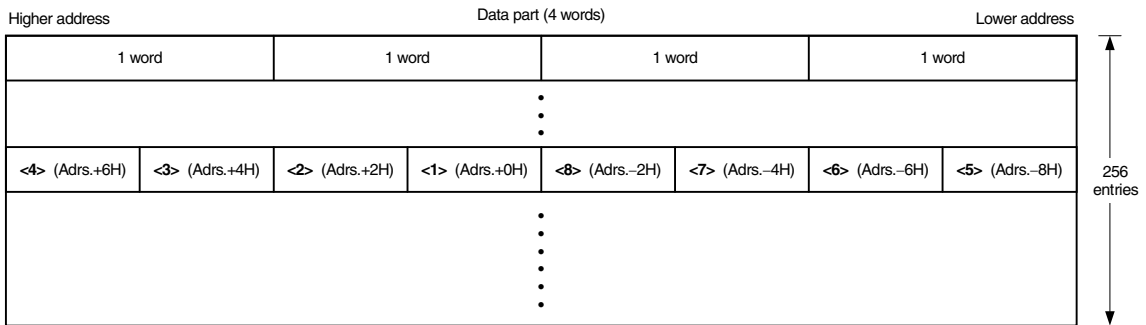 Higher address Data part (4 words) Lower address
1 word 1 word 1 word 1 word
<4> (Adrs.+6H) <3> (Adrs.+4H) <2> (Adrs.+2H) <1> (Adrs.+0H) <8> (Adrs.−2H) <7> (Adrs.−4H) <6> (Adrs.−6H) <5> (Adrs.−8H)
256
entries